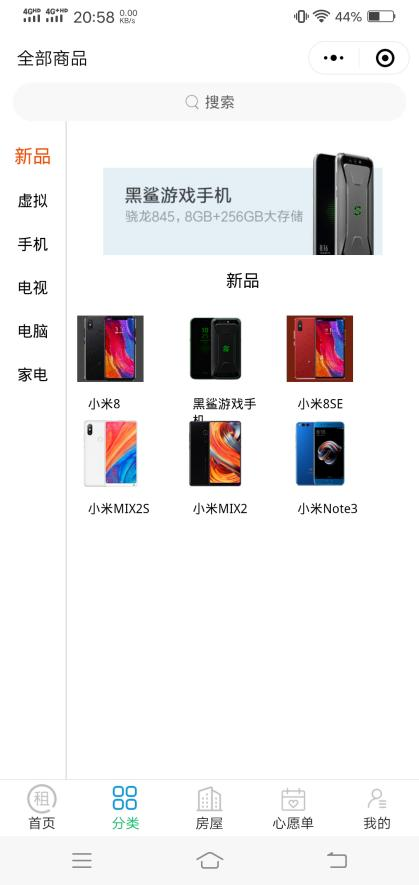 4GHD 4G+HD 20:58 0.00 KB/s 44%
全部商品
搜索
新品
虚拟
手机
电视
电脑
家电
黑鲨游戏手机
骁龙845，8GB+256GB大存储
新品
小米8
黑鲨游戏手
机
小米8SE
小米MIX2S
小米MIX2
小米Note3
租
首页
分类
房屋
心愿单
我的